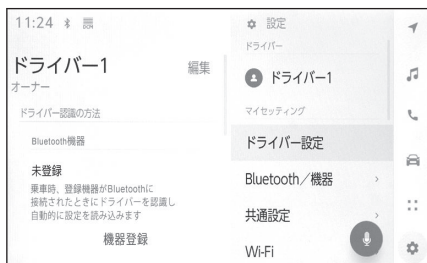 11:24
ドライバー1
編集
オーナー
ドライバー認識の方法
Bluetooth機器
未登録
乗車時、登録機器がBluetoothに
接続されたときにドライバーを認識し
自動的に設定を読み込みます
機器登録
設定
ドライバー
ドライバー1
マイセッティング
ドライバー設定
Bluetooth／機器
共通設定
Wi-Fi